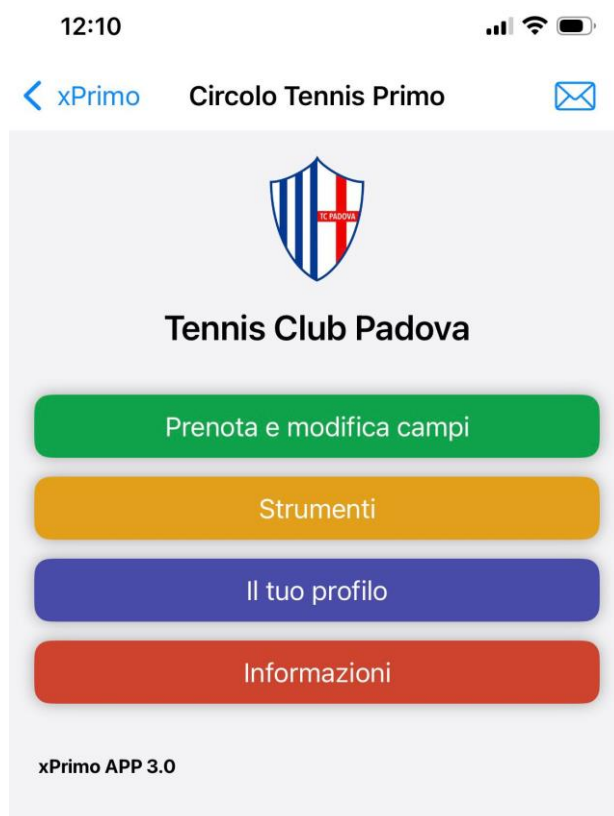 12:10
xPrimo Circolo Tennis Primo
TC PADOVA
Tennis Club Padova
Prenota e modifica campi
Strumenti
Il tuo profilo
Informazioni
xPrimo APP 3.0